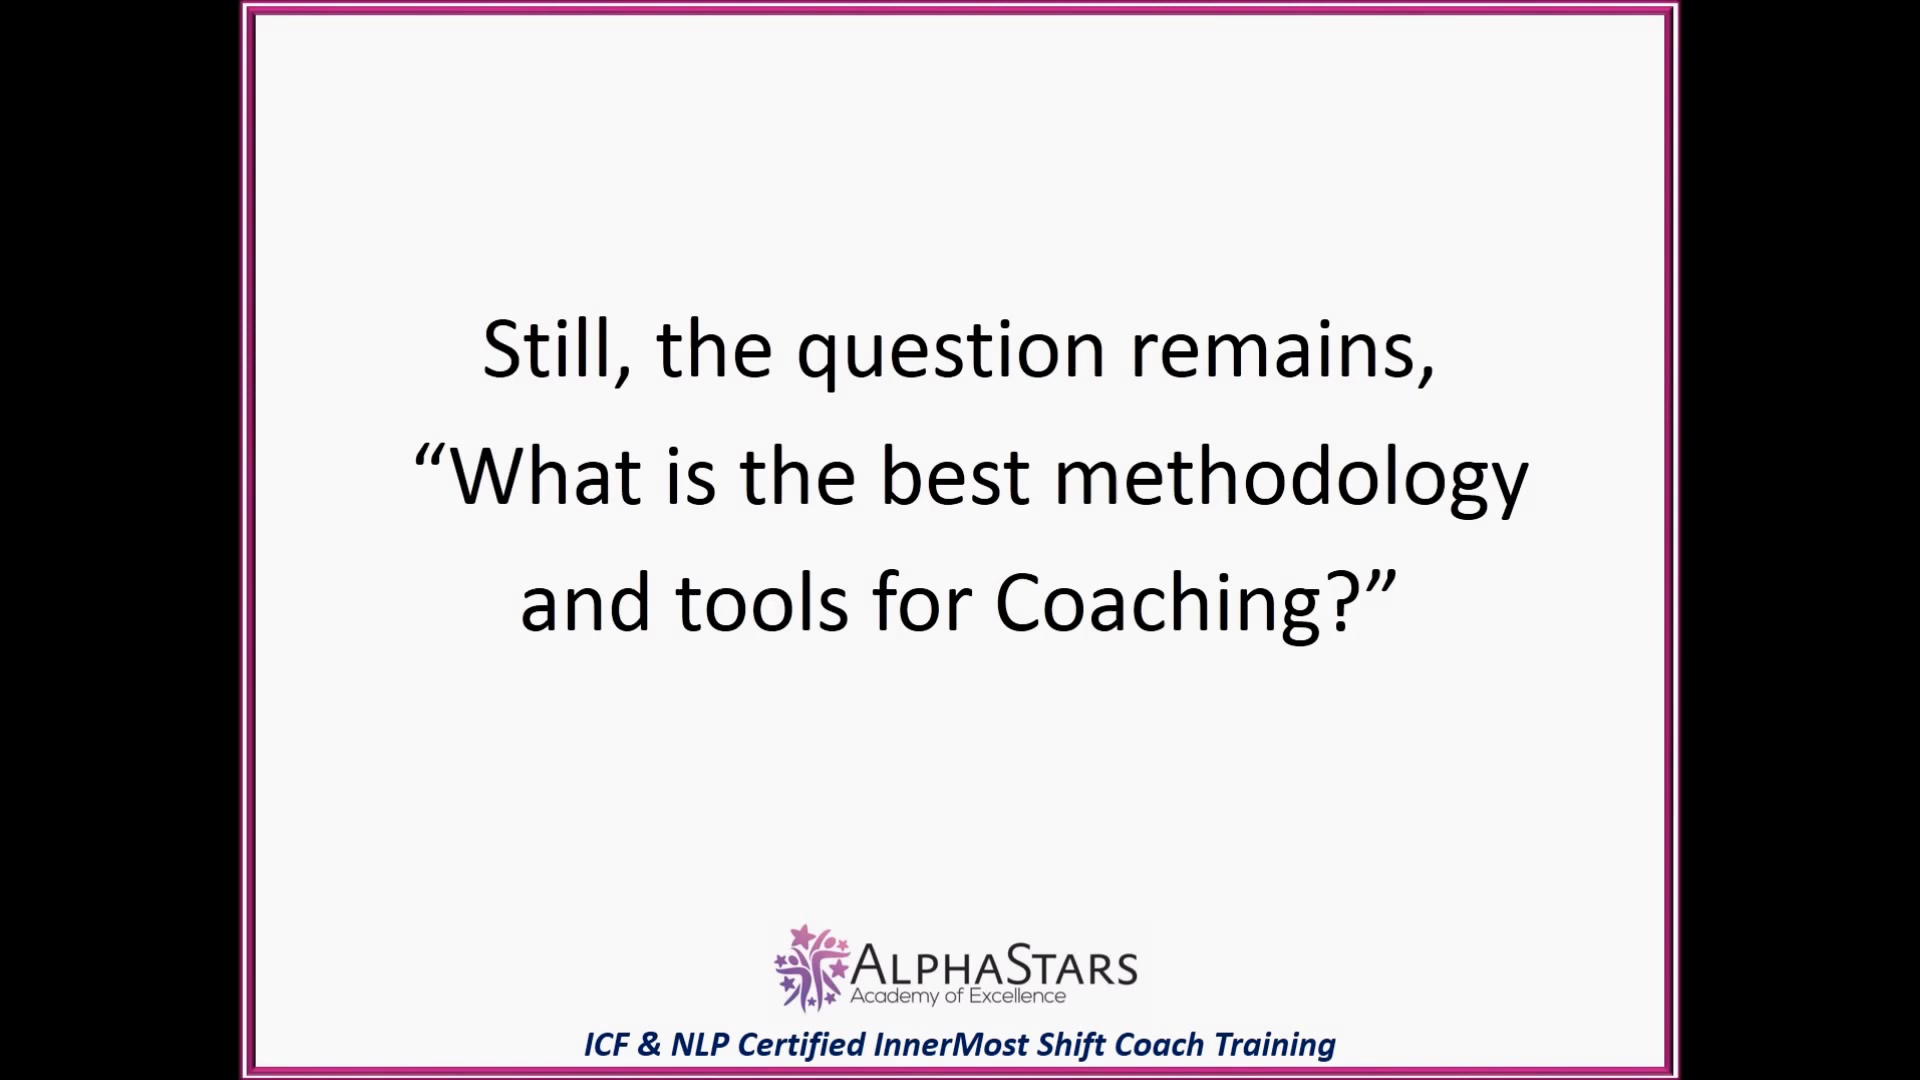 Still, the question remains,
“What is the best methodology
and tools for Coaching?”
ALPHASTARS
Academy of Excellence
ICF & NLP Certified InnerMost Shift Coach Training